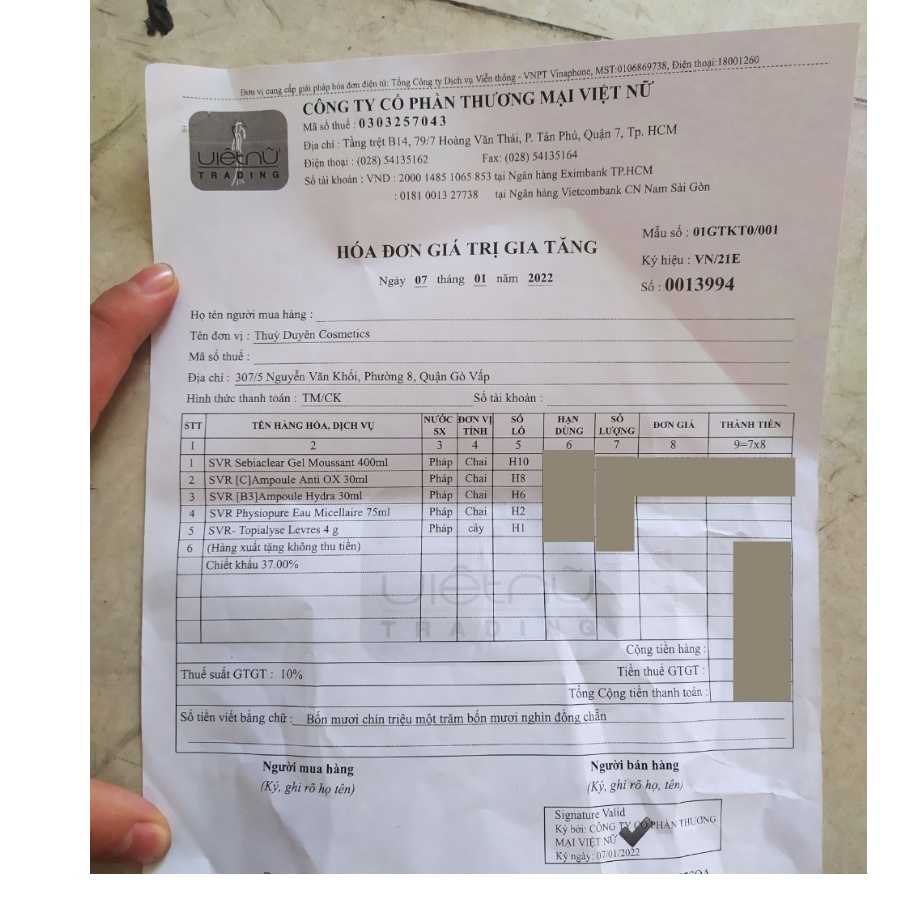 Đơn vị cung cấp giải pháp hóa đơn điện tử: Tổng Công ty Dịch vụ Viễn thông - VNPT Vinaphone, MST:0106869738, Điện thoại:18001260
CÔNG TY CỔ PHẦN THƯƠNG MẠI VIỆT NỮ
Mã số thuế : 0303257043
Địa chỉ : Tầng trệt B14, 79/7 Hoàng Văn Thái, P. Tân Phú, Quận 7, Tp. HCM
Điện thoại : (028) 54135162 Fax: (028) 54135164
Số tài khoản : VND : 2000 1485 1065 853 tại Ngân hàng Eximbank TP.HCM
: 0181 0013 27738 tại Ngân hàng Vietcombank CN Nam Sài Gòn
việtnữ
TRADING
HÓA ĐƠN GIÁ TRỊ GIA TĂNG
Ngày 07 tháng 01 năm 2022
Mẫu số : 01GTKT0/001
Ký hiệu : VN/21E
Số : 0013994
Họ tên người mua hàng :
Tên đơn vị : Thuỳ Duyên Cosmetics
Mã số thuế :
Địa chỉ : 307/5 Nguyễn Văn Khối, Phường 8, Quận Gò Vấp
Hình thức thanh toán : TM/CK Số tài khoản :
STT TÊN HÀNG HÓA, DỊCH VỤ NƯỚC SX ĐƠN VỊ TÍNH SỐ LÔ HẠN DÙNG SỐ LƯỢNG ĐƠN GIÁ THÀNH TIỀN
1 2 3 4 5 6 7 8 9=7x8
1 SVR Sebiaclear Gel Moussant 400ml Pháp Chai H10
2 SVR [C]Ampoule Anti OX 30ml Pháp Chai H8
3 SVR [B3]Ampoule Hydra 30ml Pháp Chai H6
4 SVR Physiopure Eau Micellaire 75ml Pháp Chai H2
5 SVR- Topialyse Levres 4 g Pháp cây H1
6 (Hàng xuất tặng không thu tiền)
Chiết khấu 37.00%
việtnữ
TRADING
Cộng tiền hàng :
Thuế suất GTGT : 10% Tiền thuế GTGT :
Tổng Cộng tiền thanh toán :
Số tiền viết bằng chữ : Bốn mươi chín triệu một trăm bốn mươi nghìn đồng chẵn
Người mua hàng Người bán hàng
(Ký, ghi rõ họ, tên) (Ký, ghi rõ họ, tên)
Signature Valid
Ký bởi: CÔNG TY CỔ PHẦN THƯƠNG
MẠI VIỆT NỮ
Ký ngày: 07/01/2022